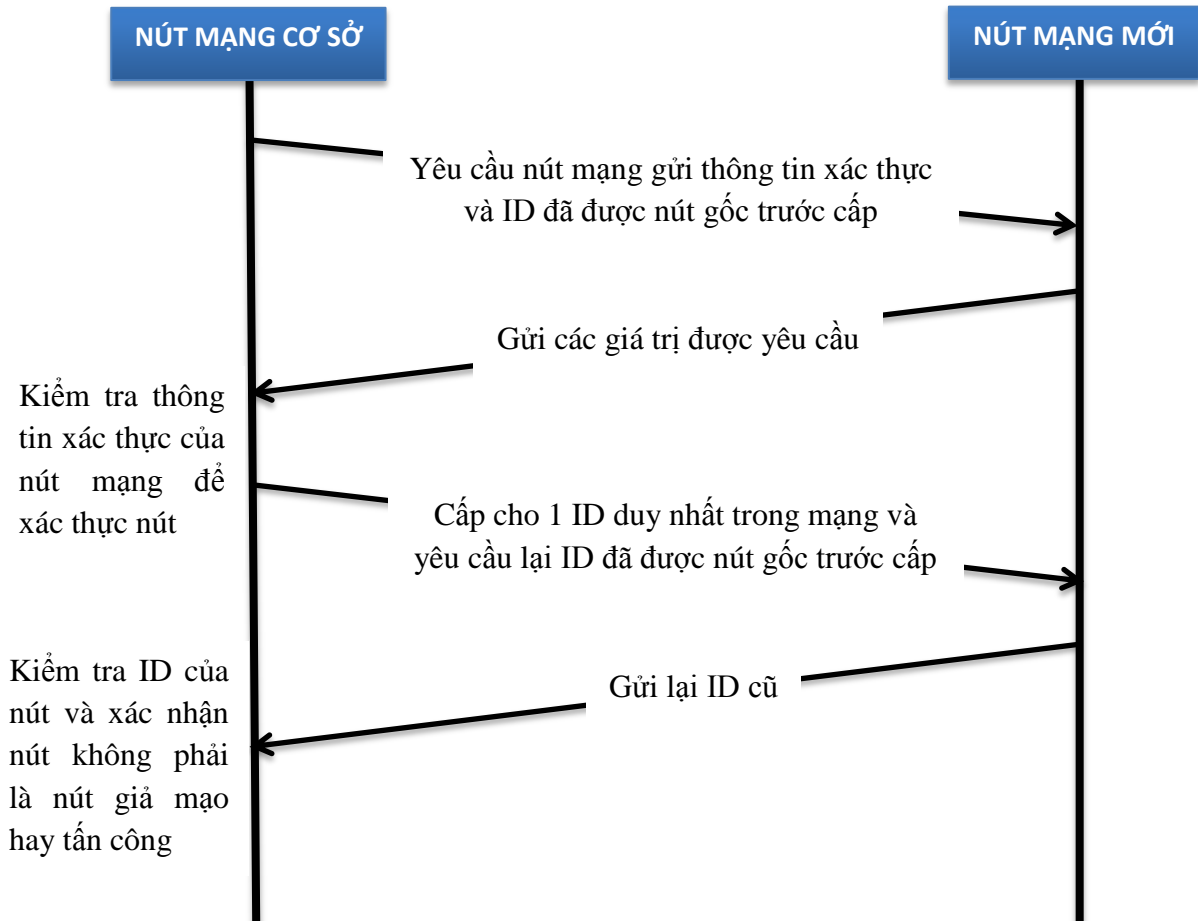 NÚT MẠNG CƠ SỞ
NÚT MẠNG MỚI
Yêu cầu nút mạng gửi thông tin xác thực
và ID đã được nút gốc trước cấp
Gửi các giá trị được yêu cầu
Kiểm tra thông
tin xác thực của
nút mạng để
xác thực nút
Cấp cho 1 ID duy nhất trong mạng và
yêu cầu lại ID đã được nút gốc trước cấp
Gửi lại ID cũ
Kiểm tra ID của
nút và xác nhận
nút không phải
là nút giả mạo
hay tấn công